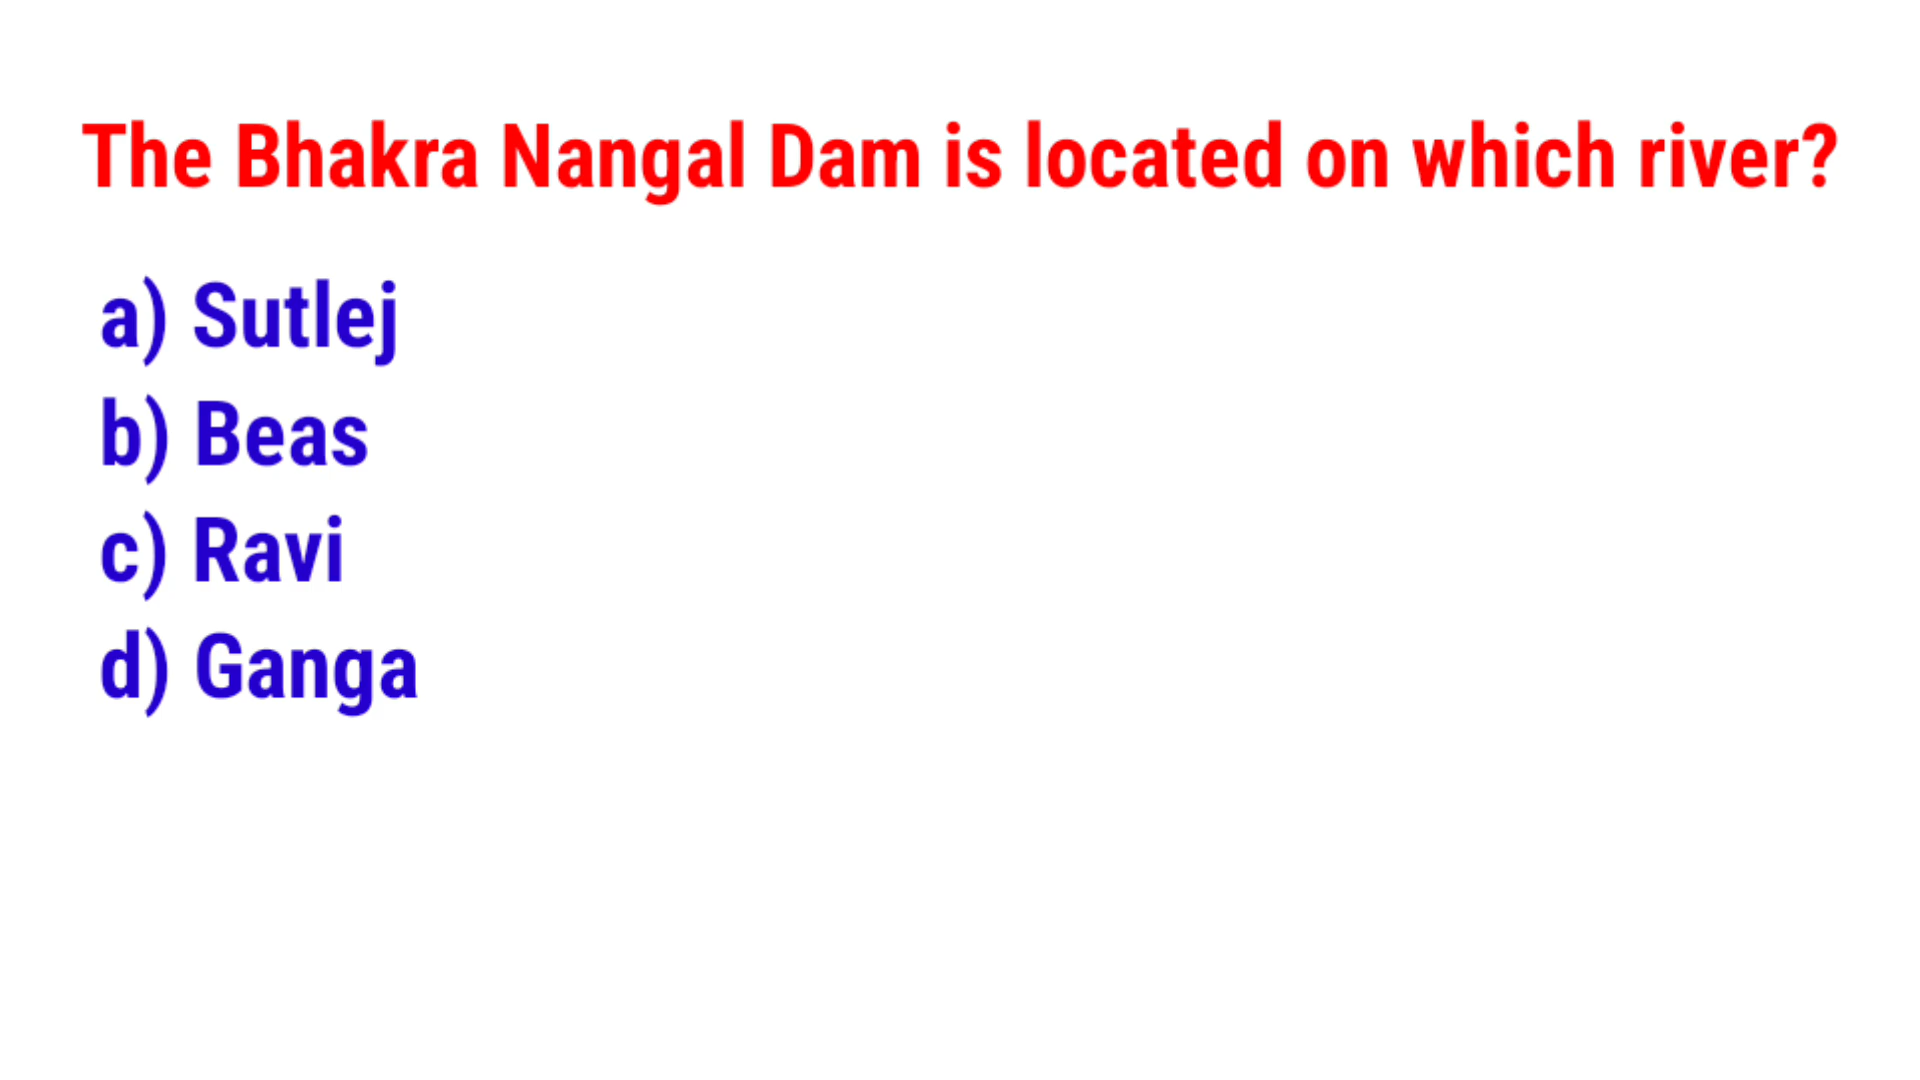 The Bhakra Nangal Dam is located on which river?
a) Sutlej
b) Beas
c) Ravi
d) Ganga